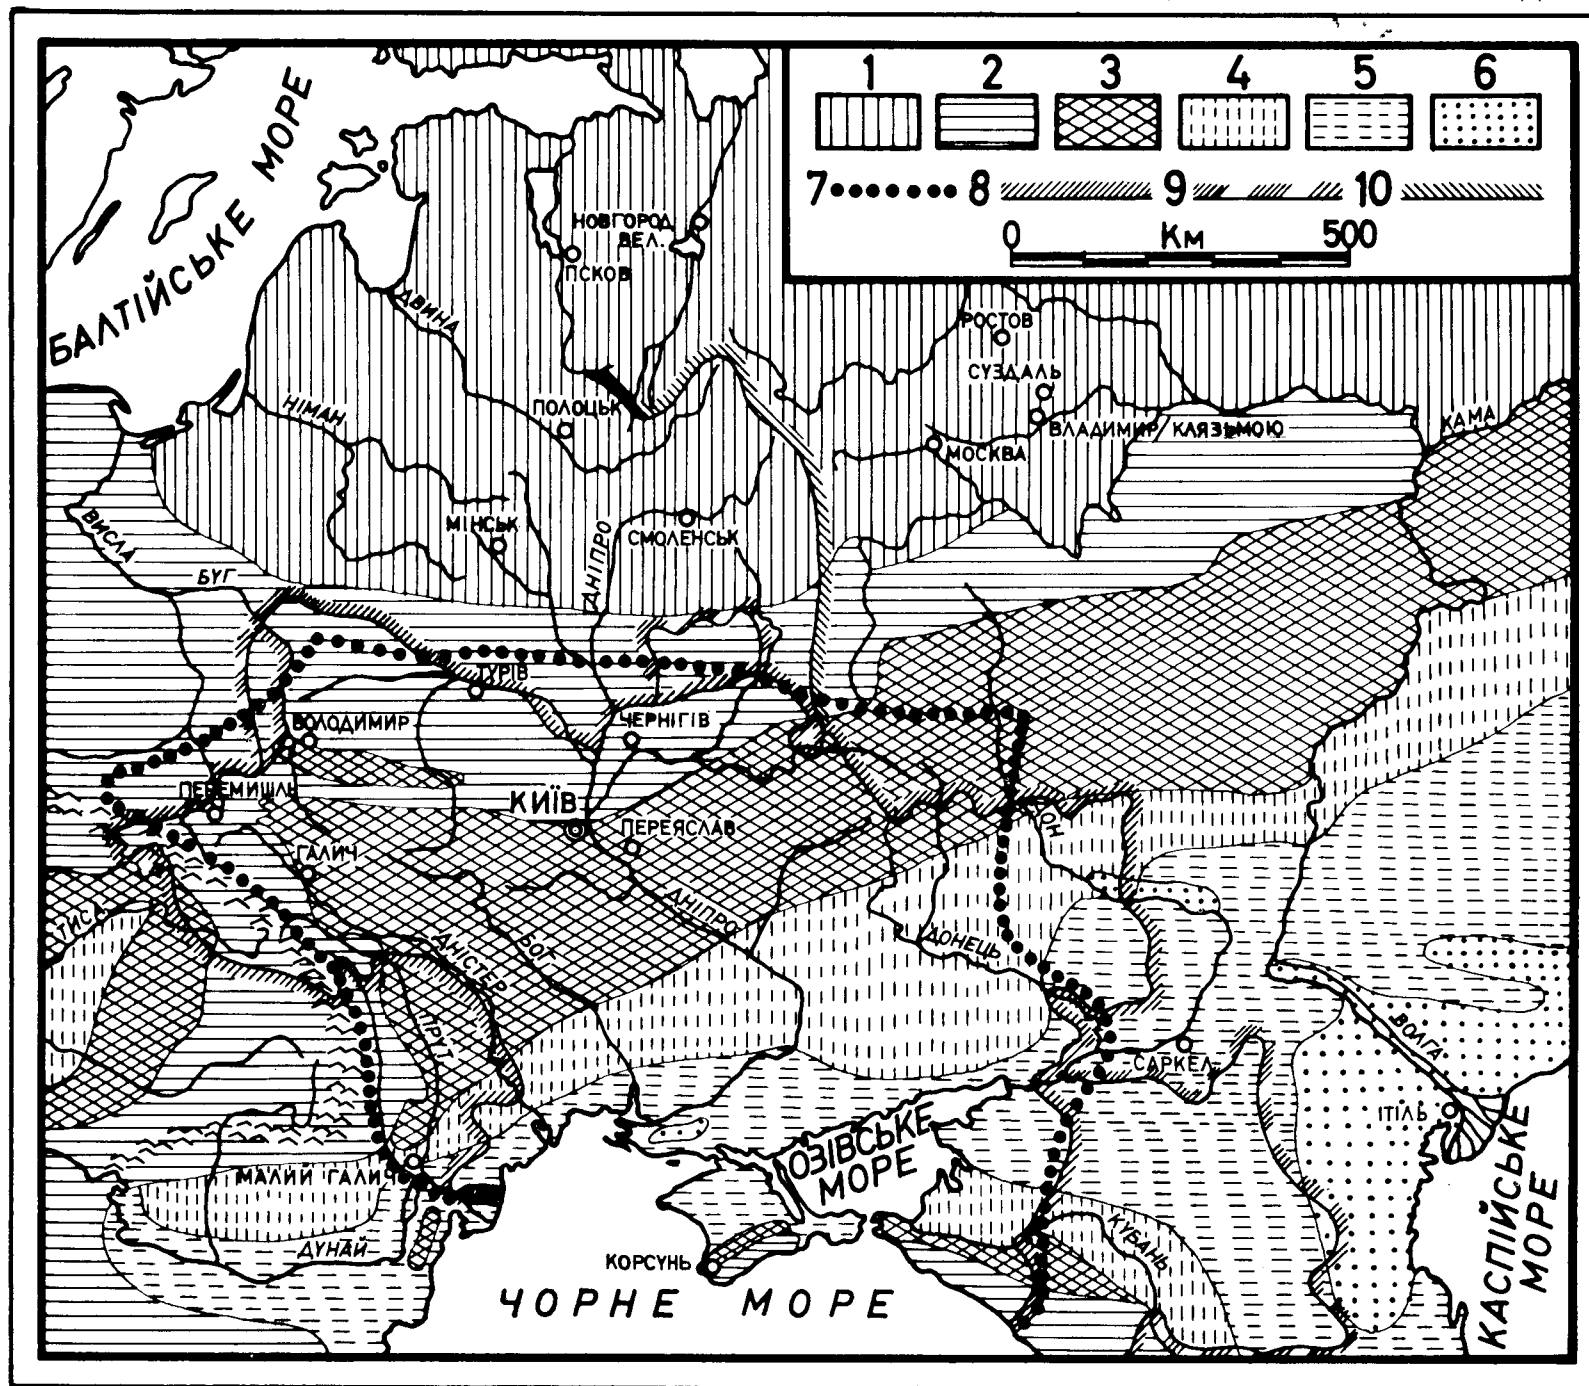 1 2 3 4 5 6
7 8 9 10
0 Км 500
БАЛТІЙСЬКЕ МОРЕ
НОВГОРОД
ВЕЛ.
ПСКОВ
ДВИНА
РОСТОВ
СУЗДАЛЬ
НІМАН
ПОЛОЦЬК
ВЛАДИМИР/КЛЯЗЬМОЮ
КАМА
МОСКВА
ВИСЛА
МІНСЬК
ДНІПРО
СМОЛЕНСЬК
БУГ
ТУРІВ
ВОЛОДИМИР
ЧЕРНІГІВ
ПЕРЕМИШЛЬ
КИЇВ
ПЕРЕЯСЛАВ
ДОН
ГАЛИЧ
ТИСА
ДНІПРО
БОГ
ДНІСТЕР
ДОНЕЦЬ
ПРУТ
ВОЛГА
САРКЕЛ
ІТІЛЬ
ОЗІВСЬКЕ
МОРЕ
МАЛИЙ ГАЛИЧ
ДУНАЙ
КОРСУНЬ
КУБАНЬ
ЧОРНЕ МОРЕ
КАСПІЙСЬКЕ
МОРЕ